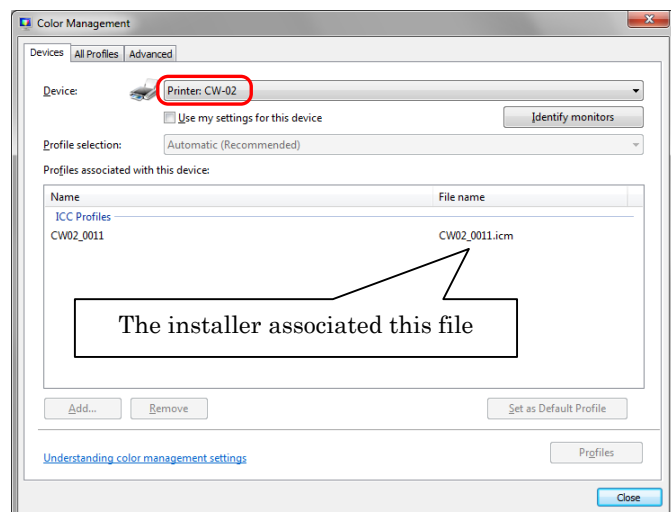 Color Management
Devices All Profiles Advanced
Device: Printer: CW-02
Use my settings for this device Identify monitors
Profile selection: Automatic (Recommended)
Profiles associated with this device:
Name File name
ICC Profiles
CW02_0011 CW02_0011.icm
The installer associated this file
Add... Remove Set as Default Profile
Understanding color management settings Profiles
Close